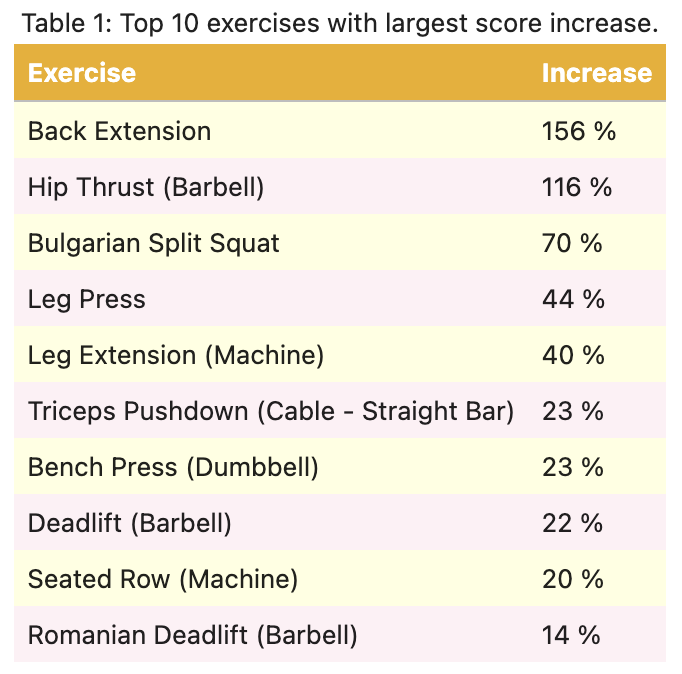 Table 1: Top 10 exercises with largest score increase.
Exercise Increase
Back Extension 156 %
Hip Thrust (Barbell) 116 %
Bulgarian Split Squat 70 %
Leg Press 44 %
Leg Extension (Machine) 40 %
Triceps Pushdown (Cable - Straight Bar) 23 %
Bench Press (Dumbbell) 23 %
Deadlift (Barbell) 22 %
Seated Row (Machine) 20 %
Romanian Deadlift (Barbell) 14 %